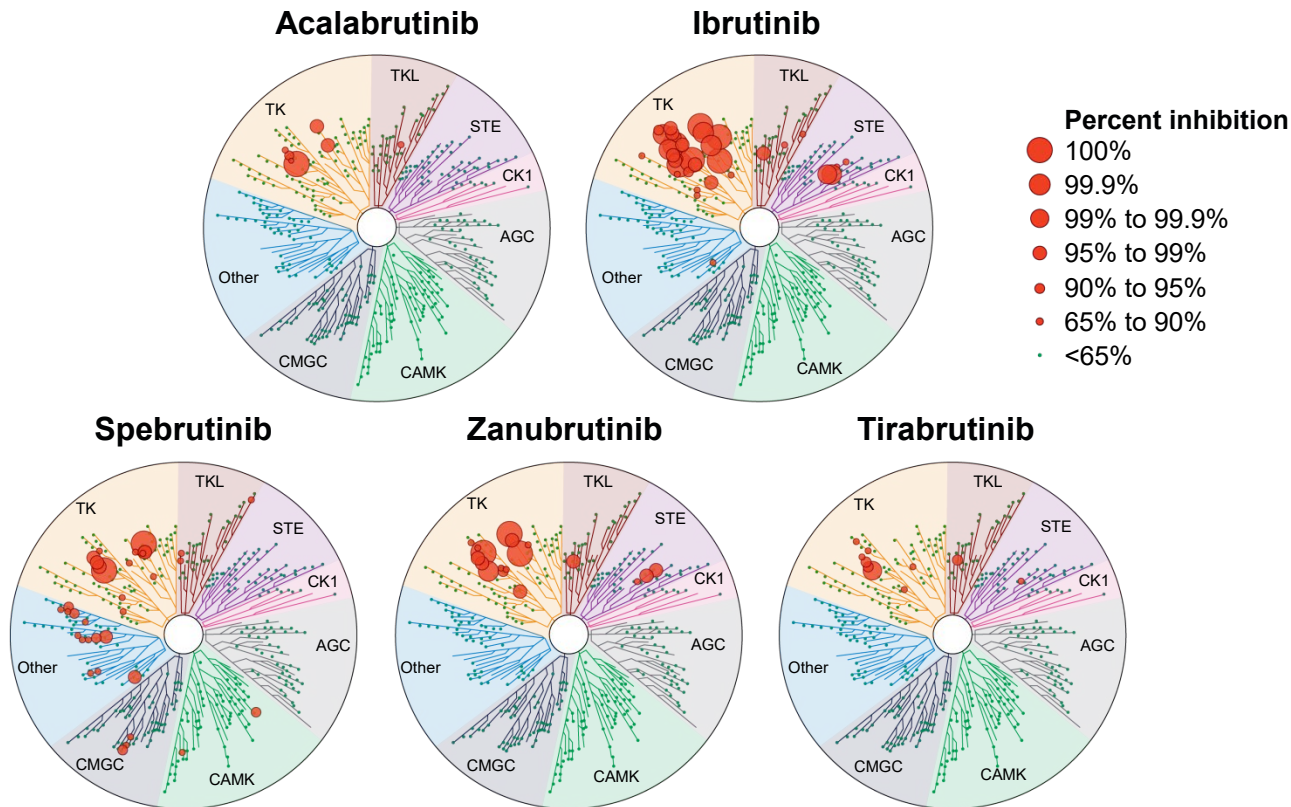 Acalabrutinib
Ibrutinib
TK
TKL
STE
CK1
AGC
CAMK
CMGC
Other
TK
TKL
STE
CK1
AGC
CAMK
CMGC
Other
Percent inhibition
100%
99.9%
99% to 99.9%
95% to 99%
90% to 95%
65% to 90%
<65%
Spebrutinib
Zanubrutinib
Tirabrutinib
TK
TKL
STE
CK1
AGC
CAMK
CMGC
Other
TK
TKL
STE
CK1
AGC
CAMK
CMGC
Other
TK
TKL
STE
CK1
AGC
CAMK
CMGC
Other